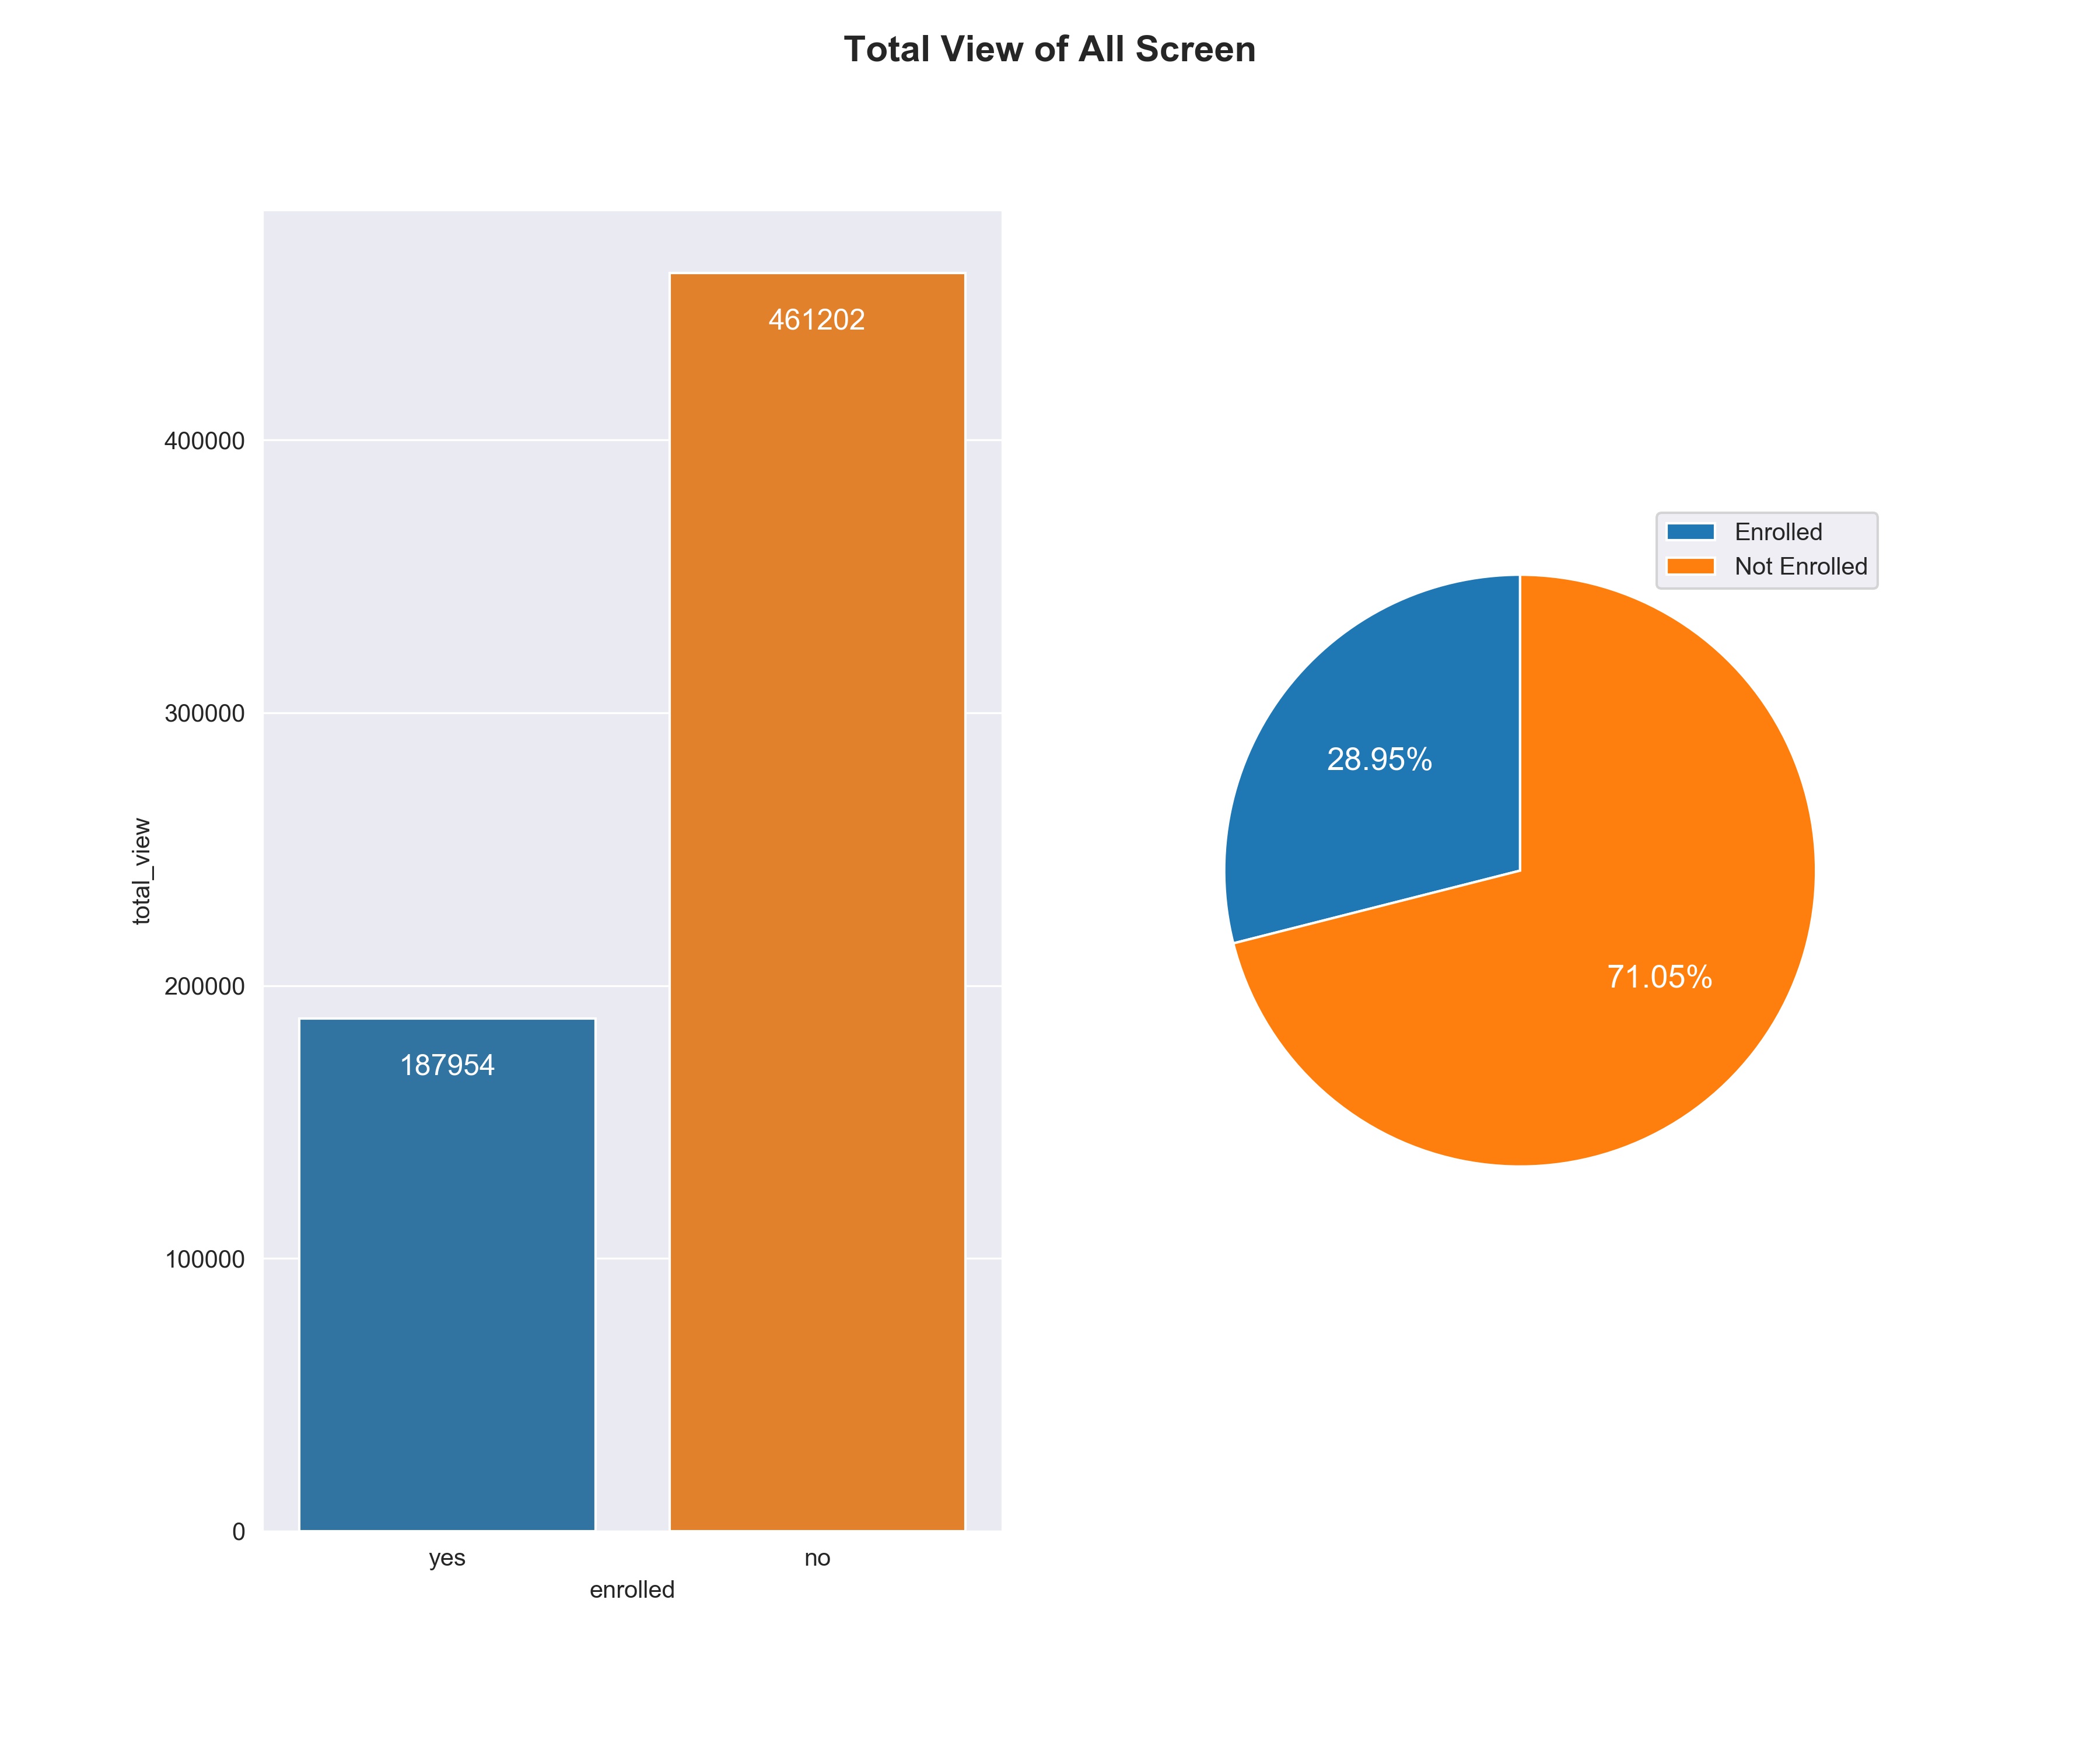 Total View of All Screen
461202
400000
300000
200000
187954
100000
0
total_view
yes
no
enrolled
Enrolled
Not Enrolled
28.95%
71.05%